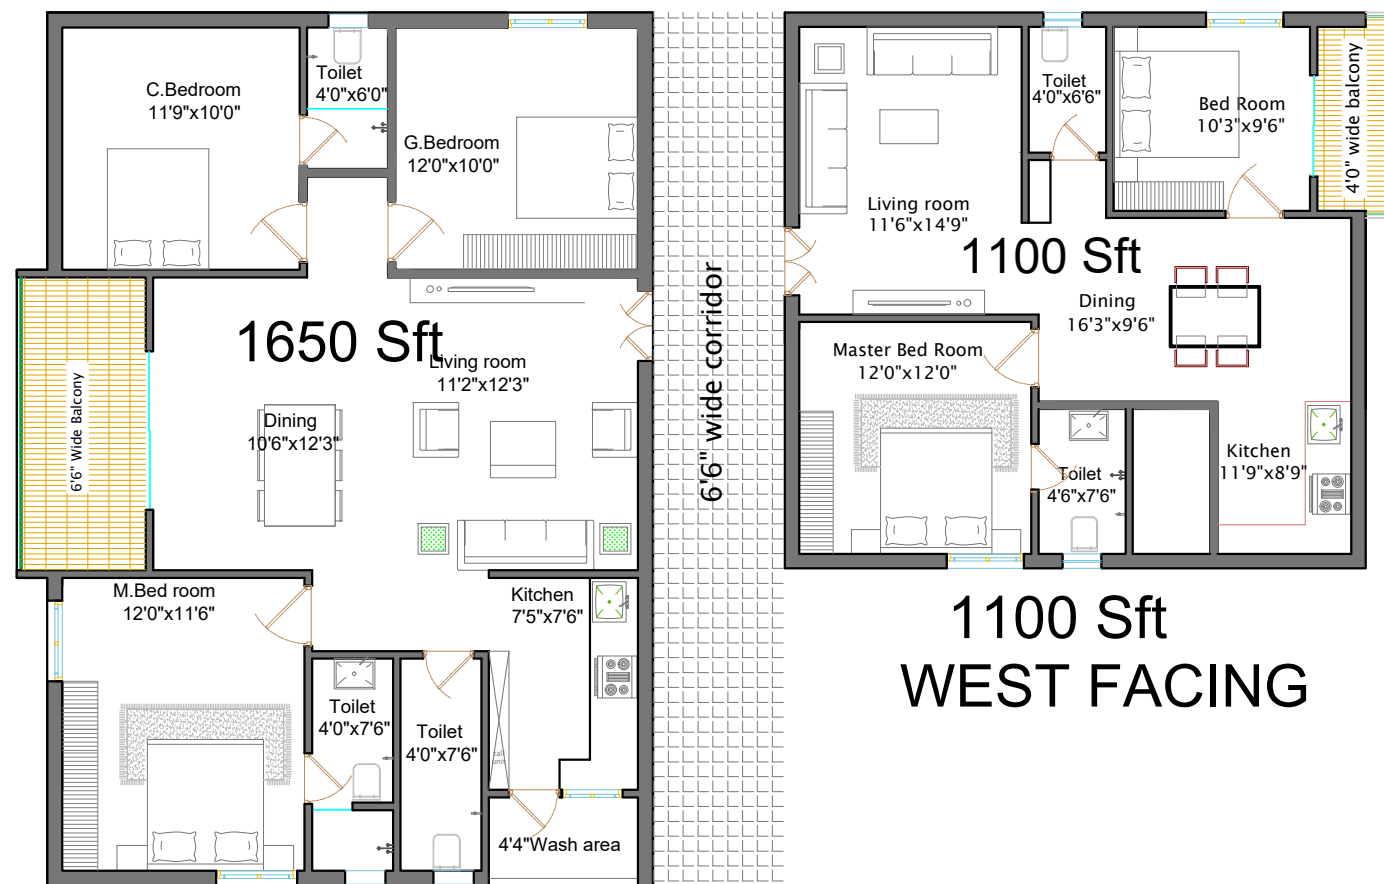 C.Bedroom
11'9"x10'0"
Toilet
4'0"x6'0"
G.Bedroom
12'0"x10'0"
1650 Sft
Living room
11'2"x12'3"
Dining
10'6"x12'3"
6'6" Wide Balcony
M.Bed room
12'0"x11'6"
Kitchen
7'5"x7'6"
Toilet
4'0"x7'6"
Toilet
4'0"x7'6"
4'4"Wash area
6'6" wide corridor
Toilet
4'0"x6'6"
Bed Room
10'3"x9'6"
4'0" wide balcony
Living room
11'6"x14'9"
1100 Sft
Dining
16'3"x9'6"
Master Bed Room
12'0"x12'0"
Toilet
4'6"x7'6"
Kitchen
11'9"x8'9"
1100 Sft
WEST FACING